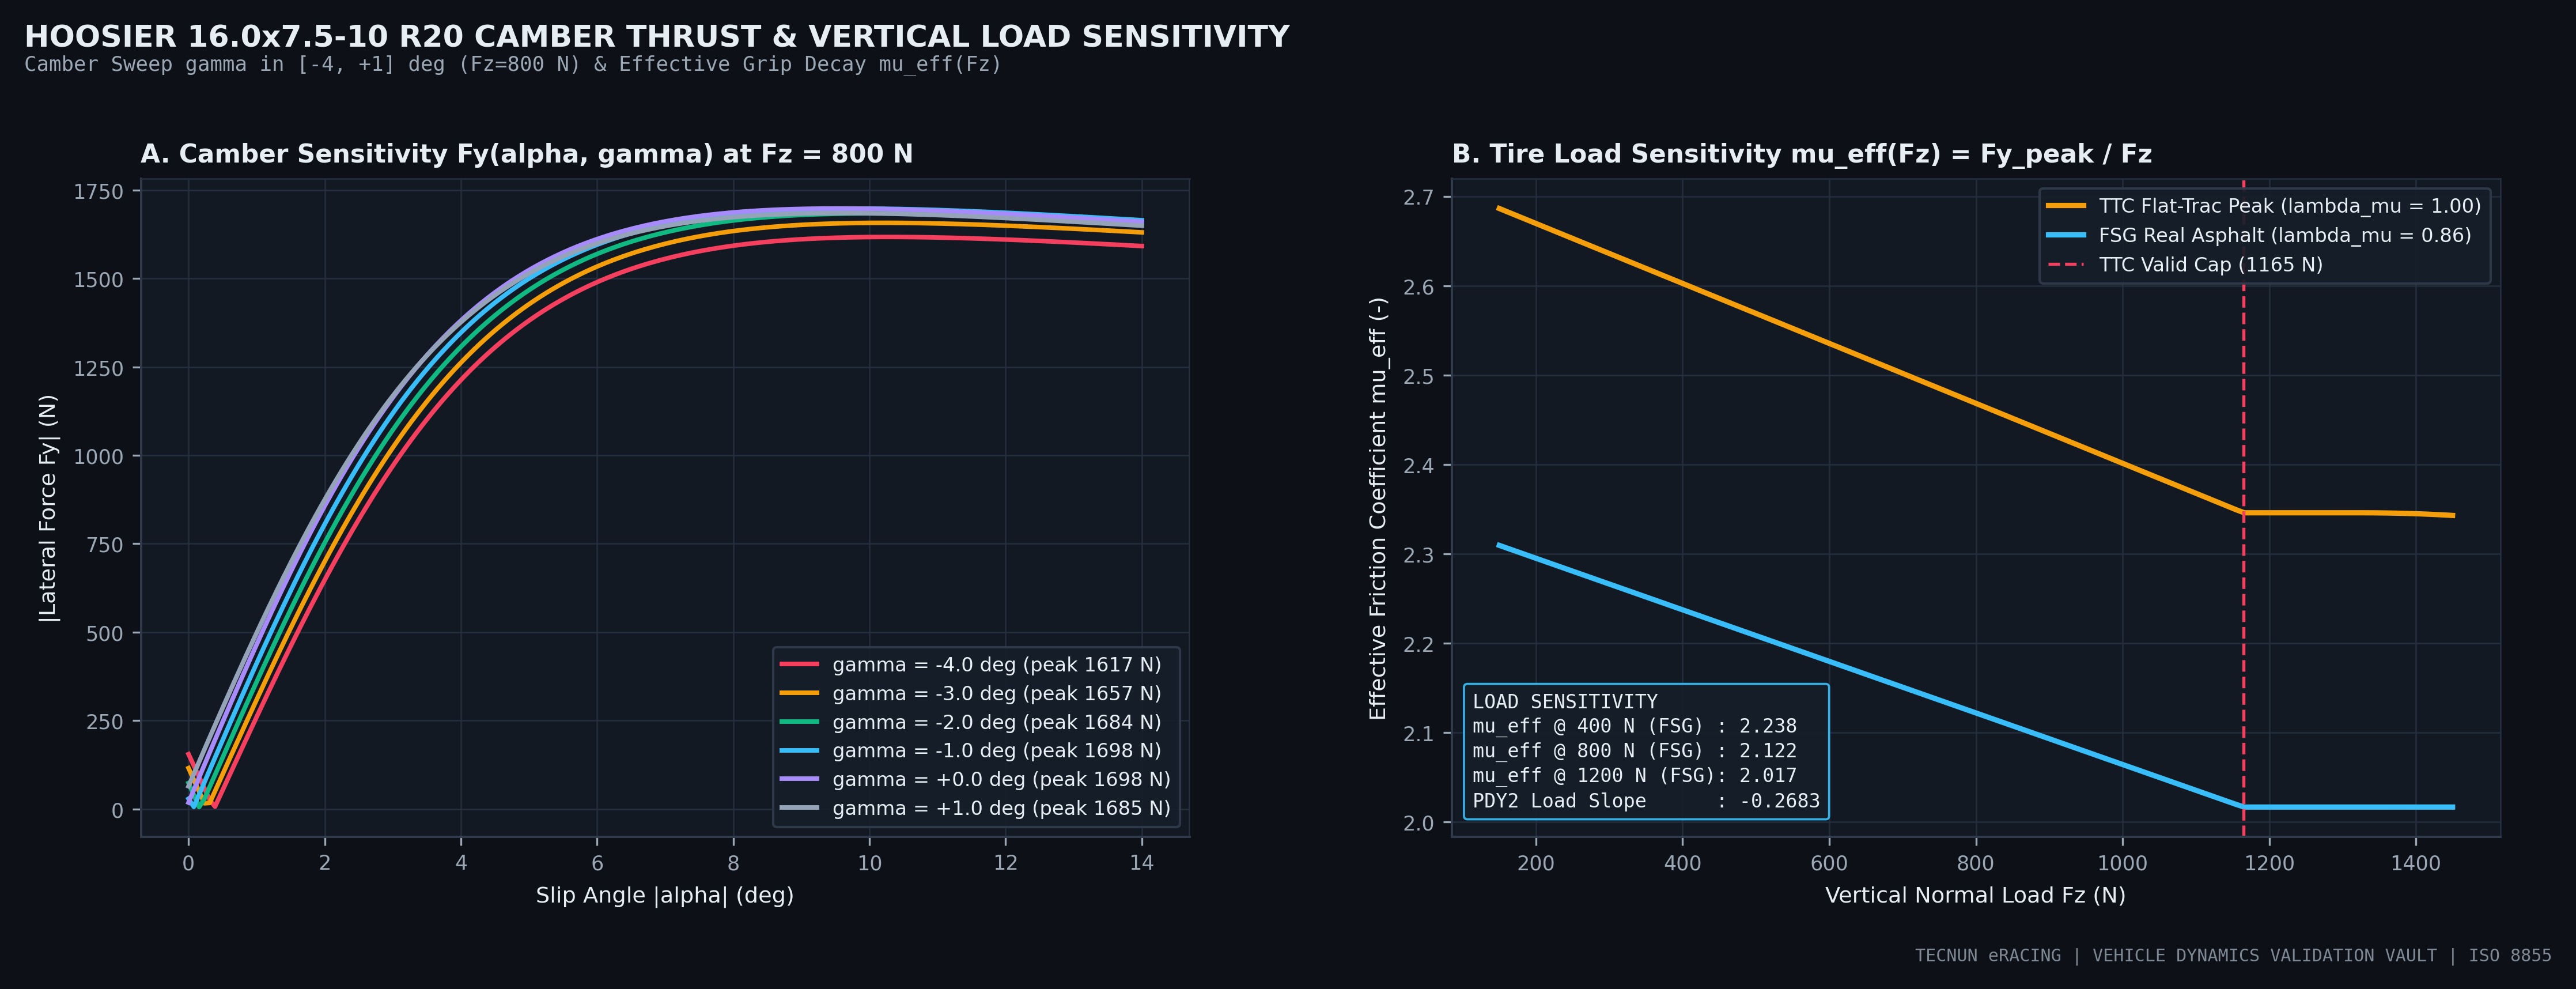 HOOSIER 16.0x7.5-10 R20 CAMBER THRUST & VERTICAL LOAD SENSITIVITY
Camber Sweep gamma in [-4, +1] deg (Fz=800 N) & Effective Grip Decay mu_eff(Fz)
A. Camber Sensitivity Fy(alpha, gamma) at Fz = 800 N
|Lateral Force Fy| (N)
1750
1500
1250
1000
750
500
250
0
gamma = -4.0 deg (peak 1617 N)
gamma = -3.0 deg (peak 1657 N)
gamma = -2.0 deg (peak 1684 N)
gamma = -1.0 deg (peak 1698 N)
gamma = +0.0 deg (peak 1698 N)
gamma = +1.0 deg (peak 1685 N)
0 2 4 6 8 10 12 14
Slip Angle |alpha| (deg)
B. Tire Load Sensitivity mu_eff(Fz) = Fy_peak / Fz
Effective Friction Coefficient mu_eff (-)
2.7
2.6
2.5
2.4
2.3
2.2
2.1
2.0
TTC Flat-Trac Peak (lambda_mu = 1.00)
FSG Real Asphalt (lambda_mu = 0.86)
TTC Valid Cap (1165 N)
LOAD SENSITIVITY
mu_eff @ 400 N (FSG) : 2.238
mu_eff @ 800 N (FSG) : 2.122
mu_eff @ 1200 N (FSG): 2.017
PDY2 Load Slope : -0.2683
200 400 600 800 1000 1200 1400
Vertical Normal Load Fz (N)
TECNUN eRACING | VEHICLE DYNAMICS VALIDATION VAULT | ISO 8855